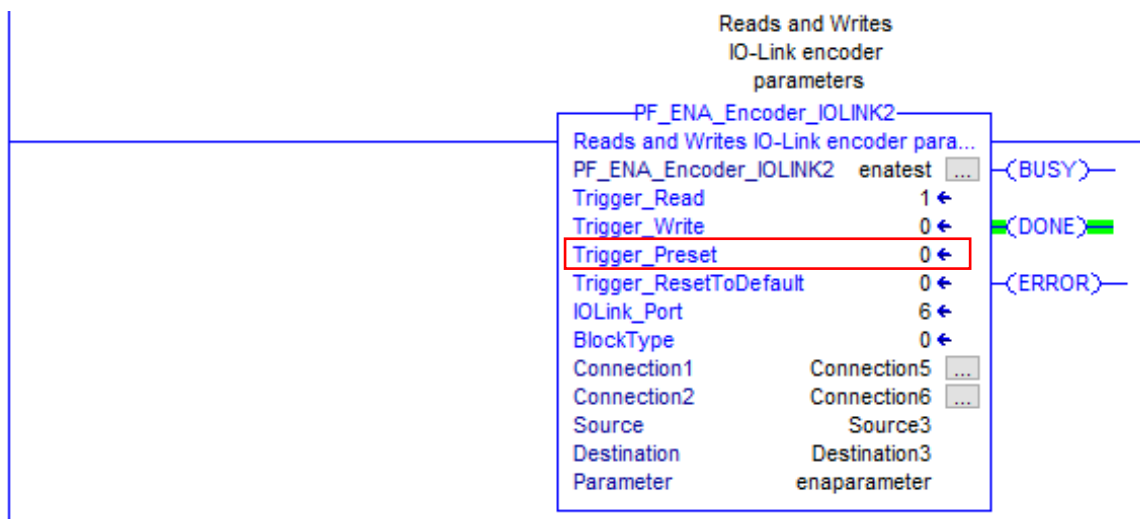 Reads and Writes
IO-Link encoder
parameters
PF_ENA_Encoder_IOLINK2
Reads and Writes IO-Link encoder para...
PF_ENA_Encoder_IOLINK2 enatest ... (BUSY)
Trigger_Read 1
Trigger_Write 0 (DONE)
Trigger_Preset 0
Trigger_ResetToDefault 0 (ERROR)
IOLink_Port 6
BlockType 0
Connection1 Connection5 ...
Connection2 Connection6 ...
Source Source3
Destination Destination3
Parameter enaparameter